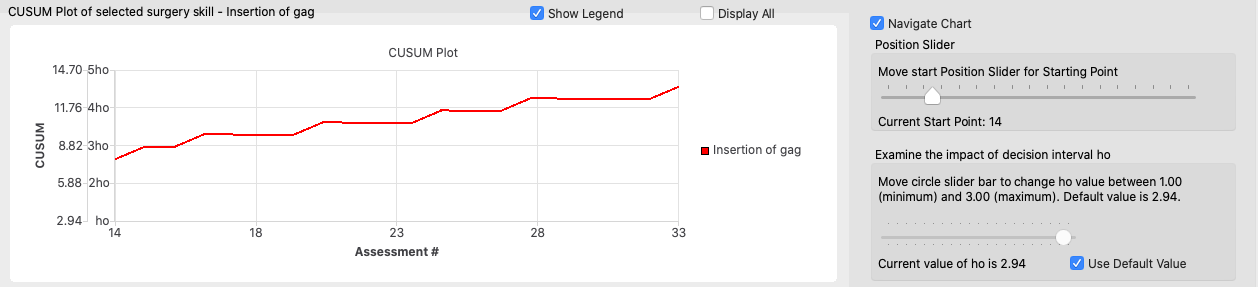 CUSUM Plot of selected surgery skill - Insertion of gag
Show Legend
Display All
CUSUM Plot
14.70 5ho
11.76 4ho
8.82 3ho
5.88 2ho
2.94 ho
CUSUM
14 18 23 28 33
Assessment #
Insertion of gag
Navigate Chart
Position Slider
Move start Position Slider for Starting Point
Current Start Point: 14
Examine the impact of decision interval ho
Move circle slider bar to change ho value between 1.00
(minimum) and 3.00 (maximum). Default value is 2.94.
Current value of ho is 2.94
Use Default Value